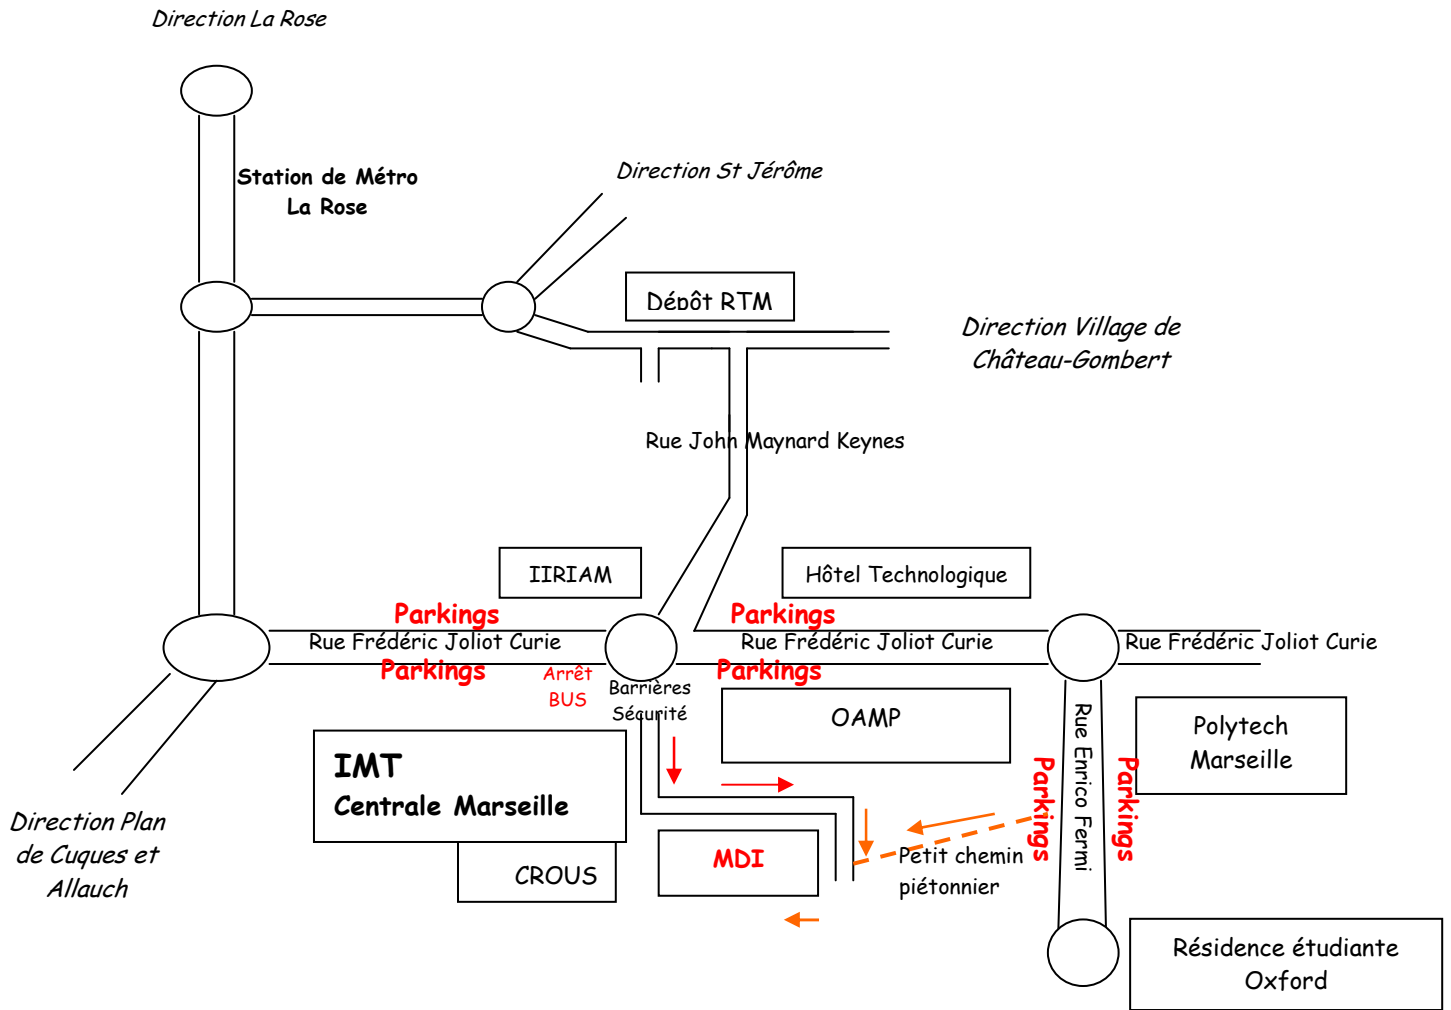 Direction La Rose
Direction St Jérôme
Station de Métro
La Rose
Dépôt RTM
Direction Village de
Château-Gombert
Rue John Maynard Keynes
IIRIAM
Hôtel Technologique
Parkings
Parkings
Rue Frédéric Joliot Curie
Rue Frédéric Joliot Curie
Rue Frédéric Joliot Curie
Parkings
Parkings
Arrêt
BUS
Barrières
Sécurité
OAMP
Rue Enrico Fermi
Polytech
Marseille
IMT
Centrale Marseille
Parkings
Parkings
Direction Plan
de Cuques et
Allauch
CROUS
MDI
Petit chemin
piétonnier
Résidence étudiante
Oxford